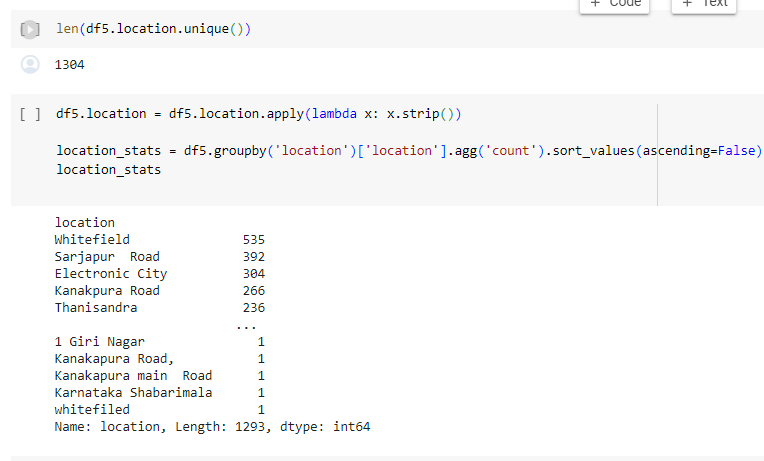 + Code + Text
len(df5.location.unique())
1304
[ ] df5.location = df5.location.apply(lambda x: x.strip())
location_stats = df5.groupby('location')['location'].agg('count').sort_values(ascending=False)
location_stats
location
Whitefield 535
Sarjapur  Road 392
Electronic City 304
Kanakpura Road 266
Thanisandra 236
...
1 Giri Nagar 1
Kanakapura Road, 1
Kanakapura main  Road 1
Karnataka Shabarimala 1
whitefiled 1
Name: location, Length: 1293, dtype: int64